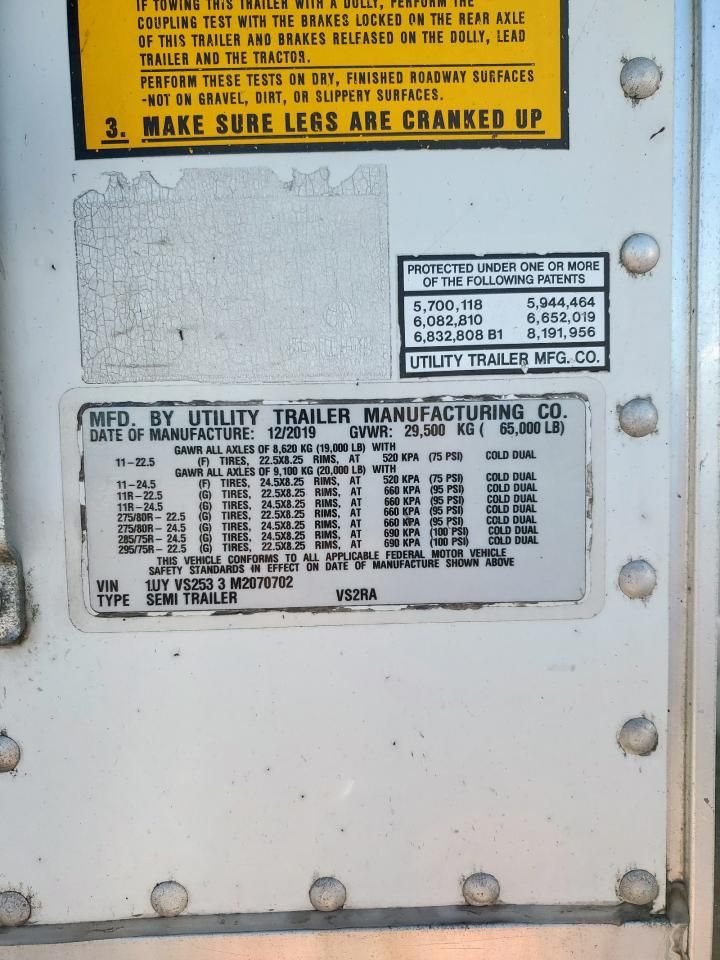 IF TOWING THIS TRAILER WITH A DOLLY, PERFORM THE
COUPLING TEST WITH THE BRAKES LOCKED ON THE REAR AXLE
OF THIS TRAILER AND BRAKES RELEASED ON THE DOLLY, LEAD
TRAILER AND THE TRACTOR.
PERFORM THESE TESTS ON DRY, FINISHED ROADWAY SURFACES
-NOT ON GRAVEL, DIRT, OR SLIPPERY SURFACES.
3. MAKE SURE LEGS ARE CRANKED UP
PROTECTED UNDER ONE OR MORE
OF THE FOLLOWING PATENTS
5,700,118 5,944,464
6,082,810 6,652,019
6,832,808 B1 8,191,956
UTILITY TRAILER MFG. CO.
MFD. BY UTILITY TRAILER MANUFACTURING CO.
DATE OF MANUFACTURE: 12/2019 GVWR: 29,500 KG ( 65,000 LB)
GAWR ALL AXLES OF 8,620 KG (19,000 LB) WITH
11-22.5 (F) TIRES, 22.5X8.25 RIMS, AT 520 KPA (75 PSI) COLD DUAL
GAWR ALL AXLES OF 9,100 KG (20,000 LB) WITH
11-24.5 (F) TIRES, 24.5X8.25 RIMS, AT 520 KPA (75 PSI) COLD DUAL
11R-22.5 (G) TIRES, 22.5X8.25 RIMS, AT 660 KPA (95 PSI) COLD DUAL
11R-24.5 (G) TIRES, 24.5X8.25 RIMS, AT 660 KPA (95 PSI) COLD DUAL
275/80R-22.5 (G) TIRES, 22.5X8.25 RIMS, AT 660 KPA (95 PSI) COLD DUAL
275/80R-24.5 (G) TIRES, 24.5X8.25 RIMS, AT 660 KPA (95 PSI) COLD DUAL
285/75R-24.5 (G) TIRES, 24.5X8.25 RIMS, AT 690 KPA (100 PSI) COLD DUAL
295/75R-22.5 (G) TIRES, 22.5X8.25 RIMS, AT 690 KPA (100 PSI) COLD DUAL
THIS VEHICLE CONFORMS TO ALL APPLICABLE FEDERAL MOTOR VEHICLE
SAFETY STANDARDS IN EFFECT ON DATE OF MANUFACTURE SHOWN ABOVE
VIN 1UY VS253 3 M2070702
TYPE SEMI TRAILER VS2RA